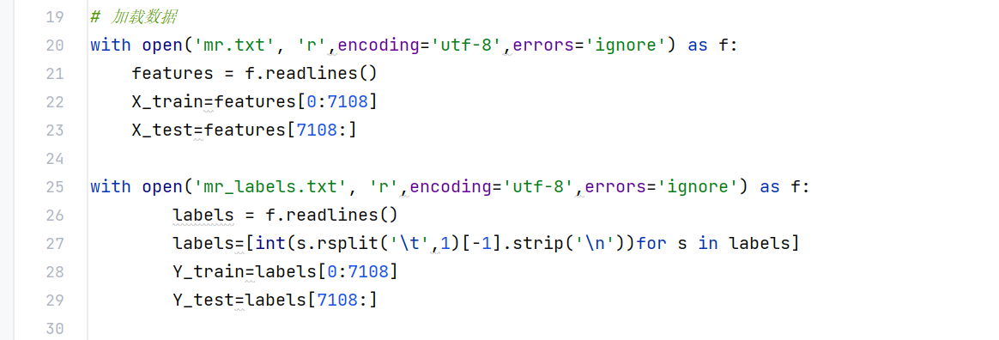 19 # 加载数据
20 with open('mr.txt', 'r',encoding='utf-8',errors='ignore') as f:
21     features = f.readlines()
22     X_train=features[0:7108]
23     X_test=features[7108:]
24
25 with open('mr_labels.txt', 'r',encoding='utf-8',errors='ignore') as f:
26         labels = f.readlines()
27         labels=[int(s.rsplit('\t',1)[-1].strip('\n'))for s in labels]
28         Y_train=labels[0:7108]
29         Y_test=labels[7108:]
30